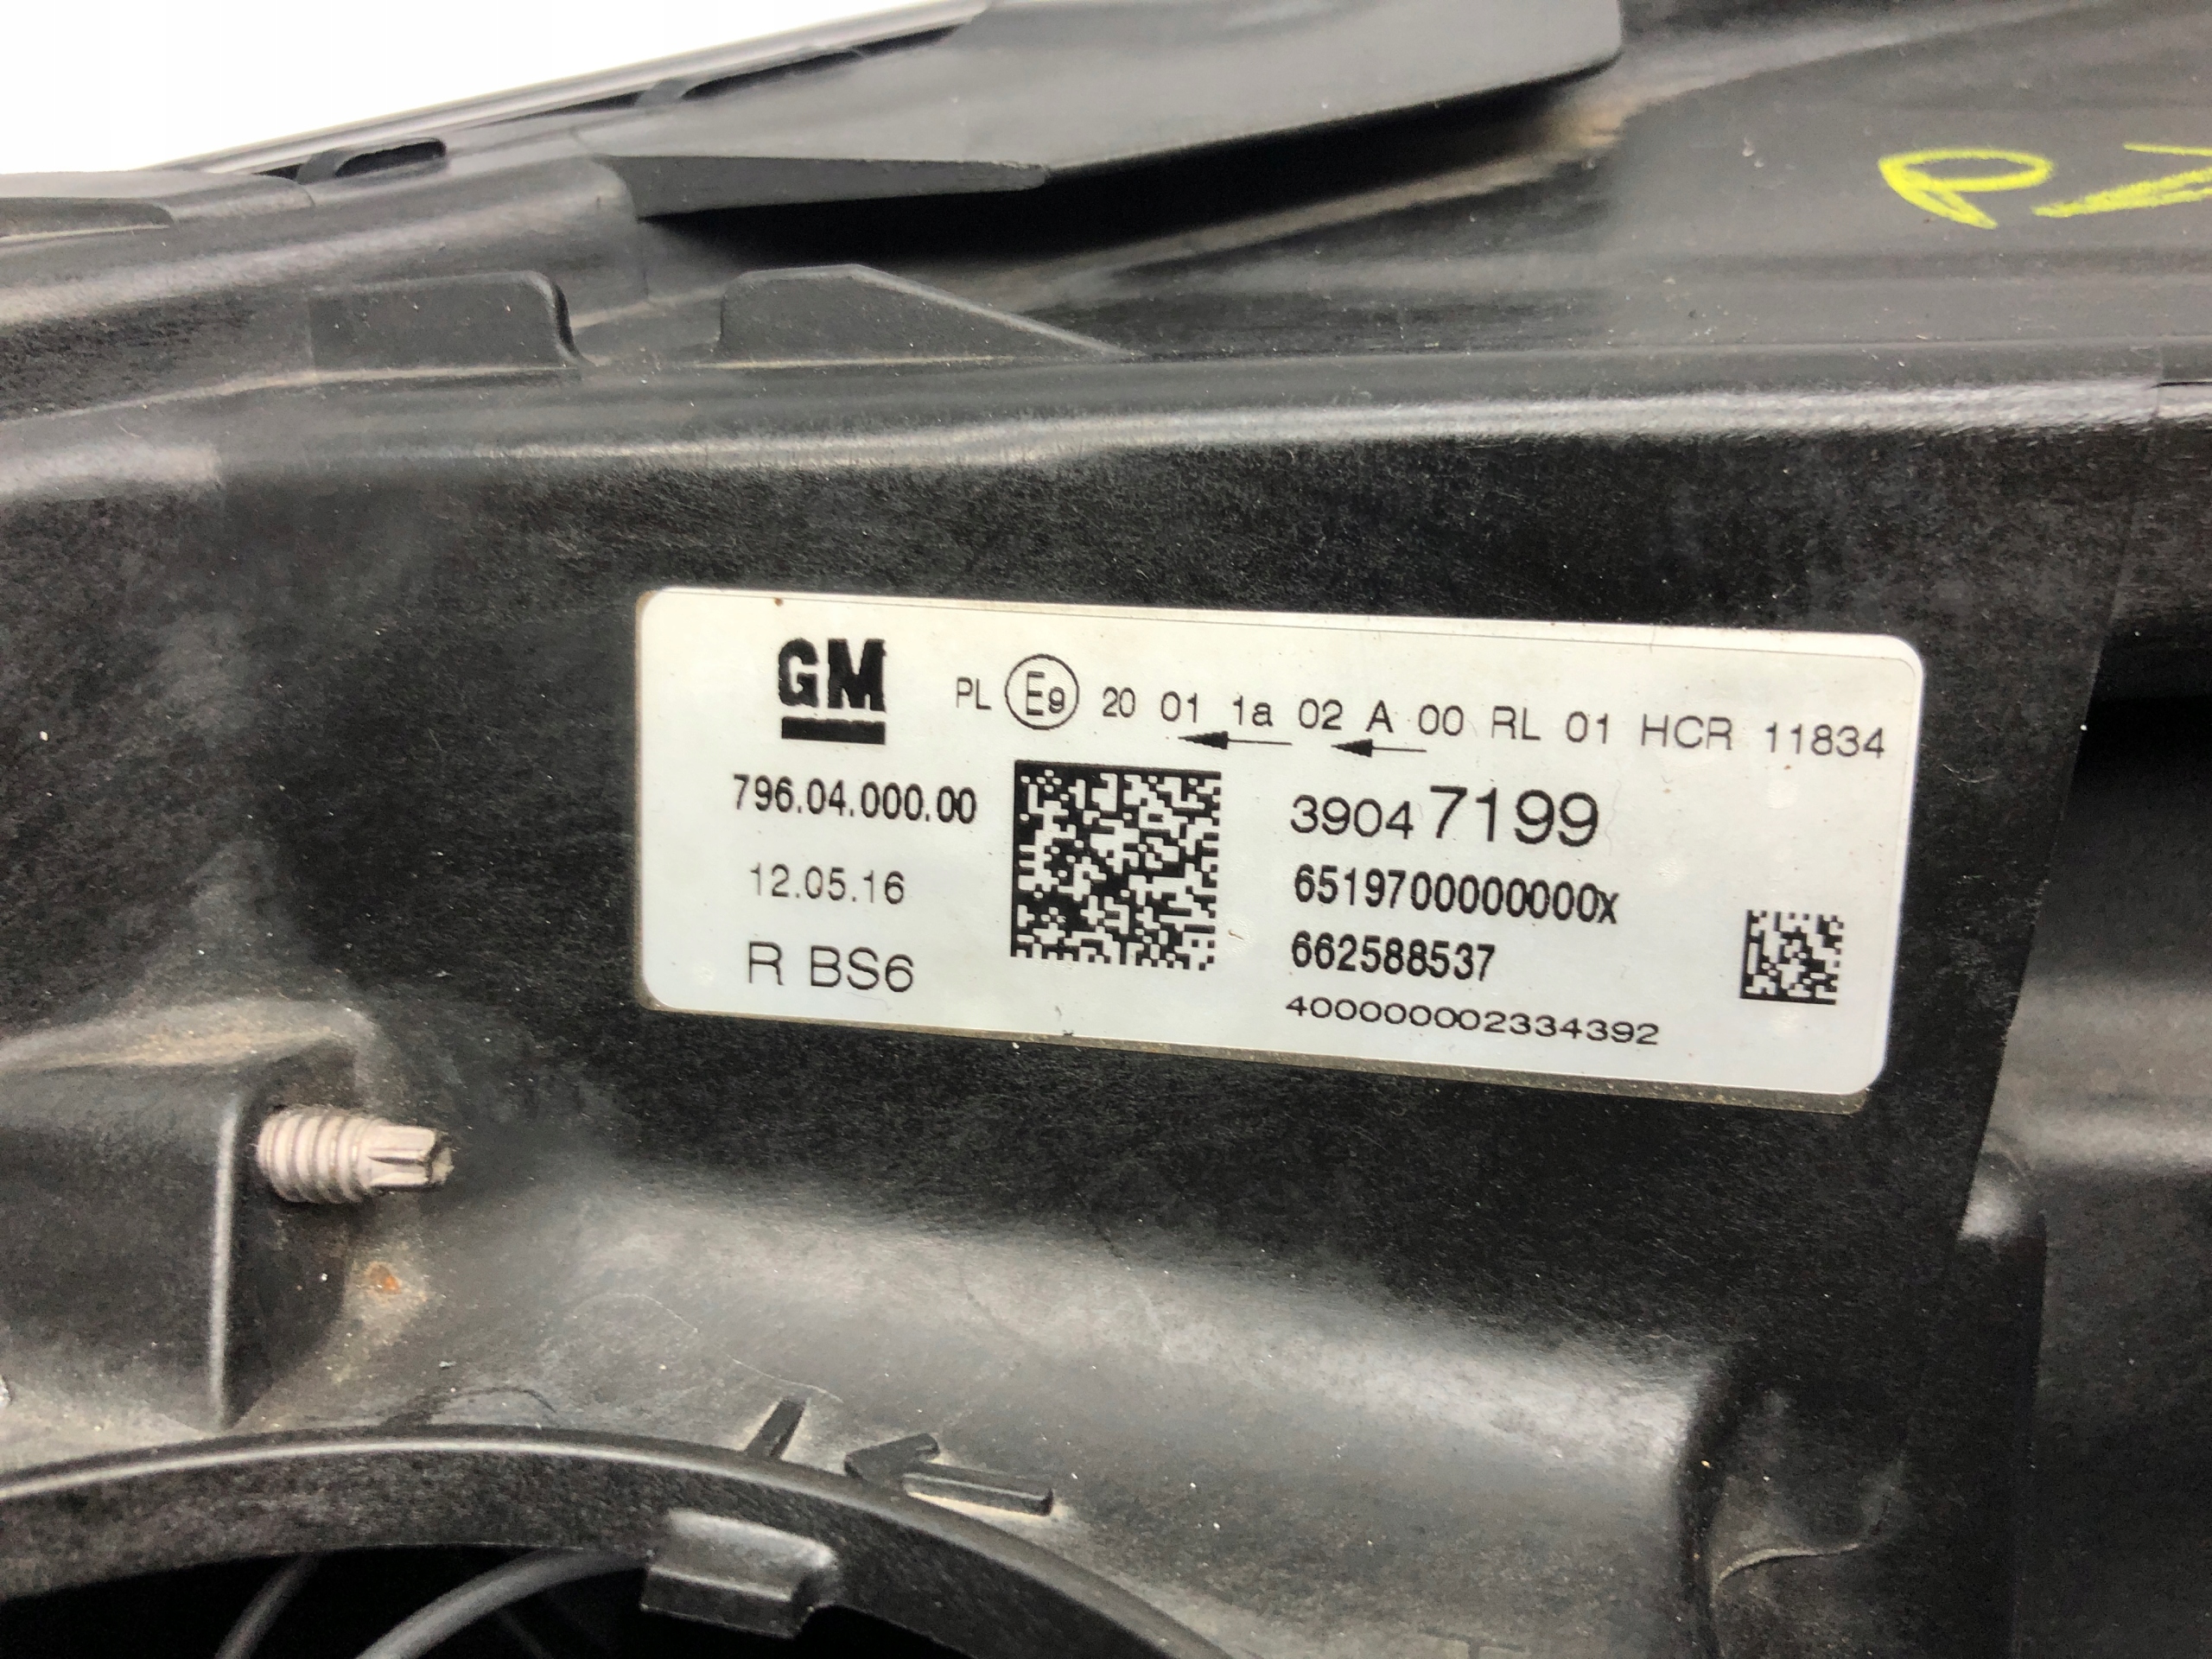 GM
PL E9 20 01 1a 02 A 00 RL 01 HCR 11834
796.04.000.00
39047199
12.05.16
6519700000000x
R BS6
662588537
400000002334392